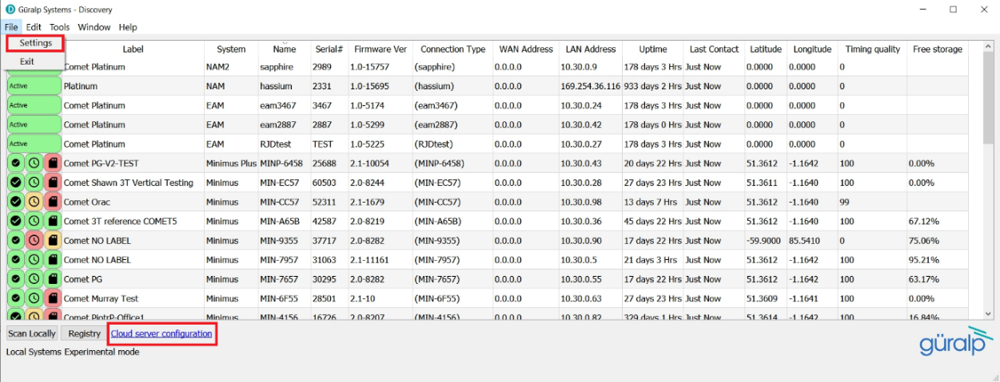 Güralp Systems - Discovery
File Edit Tools Window Help
Settings
Exit
Label System Name Serial# Firmware Ver Connection Type WAN Address LAN Address Uptime Last Contact Latitude Longitude Timing quality Free storage
Comet Platinum NAM2 sapphire 2989 1.0-15757 (sapphire) 0.0.0.0 10.30.0.9 178 days 3 Hrs Just Now 0.0000 0.0000 0
Active Platinum NAM hassium 2331 1.0-15695 (hassium) 0.0.0.0 169.254.36.116 933 days 2 Hrs Just Now 0.0000 0.0000 0
Active Comet Platinum EAM eam3467 3467 1.0-5174 (eam3467) 0.0.0.0 10.30.0.24 178 days 3 Hrs Just Now 0.0000 0.0000 0
Active Comet Platinum EAM eam2887 2887 1.0-5299 (eam2887) 0.0.0.0 10.30.0.42 178 days 0 Hrs Just Now 0.0000 0.0000 0
Active Comet Platinum EAM RJDtest TEST 1.0-5225 (RJDtest) 0.0.0.0 10.30.0.27 178 days 3 Hrs Just Now 0.0000 0.0000 0
Comet PG-V2-TEST Minimus Plus MINP-6458 25688 2.1-10054 (MINP-6458) 0.0.0.0 10.30.0.43 20 days 22 Hrs Just Now 51.3612 -1.1642 100 0.00%
Comet Shawn 3T Vertical Testing Minimus MIN-EC57 60503 2.0-8244 (MIN-EC57) 0.0.0.0 10.30.0.28 27 days 23 Hrs Just Now 51.3611 -1.1640 100 0.00%
Comet Orac Minimus MIN-CC57 52311 2.1-1679 (MIN-CC57) 0.0.0.0 10.30.0.98 13 days 7 Hrs Just Now 51.3612 -1.1640 99
Comet 3T reference COMET5 Minimus MIN-A65B 42587 2.0-8219 (MIN-A65B) 0.0.0.0 10.30.0.36 45 days 22 Hrs Just Now 51.3612 -1.1640 100 67.12%
Comet NO LABEL Minimus MIN-9355 37717 2.0-8282 (MIN-9355) 0.0.0.0 10.30.0.90 17 days 22 Hrs Just Now -59.9000 85.5410 0 75.06%
Comet NO LABEL Minimus MIN-7957 31063 2.1-11161 (MIN-7957) 0.0.0.0 10.30.0.5 21 days 3 Hrs Just Now 51.3612 -1.1642 100 95.21%
Comet PG Minimus MIN-7657 30295 2.0-8282 (MIN-7657) 0.0.0.0 10.30.0.55 17 days 22 Hrs Just Now 51.3612 -1.1642 100 63.17%
Comet Murray Test Minimus MIN-6F55 28501 2.1-10 (MIN-6F55) 0.0.0.0 10.30.0.63 27 days 23 Hrs Just Now 51.3609 -1.1641 100 0.00%
Comet PiotrP-Office1 Minimus MIN-4156 16726 2.0-8207 (MIN-4156) 0.0.0.0 10.30.0.82 329 days 1 Hrs Just Now 51.3614 -1.1642 100 16.84%
Scan Locally Registry Cloud server configuration
Local Systems Experimental mode
güralp